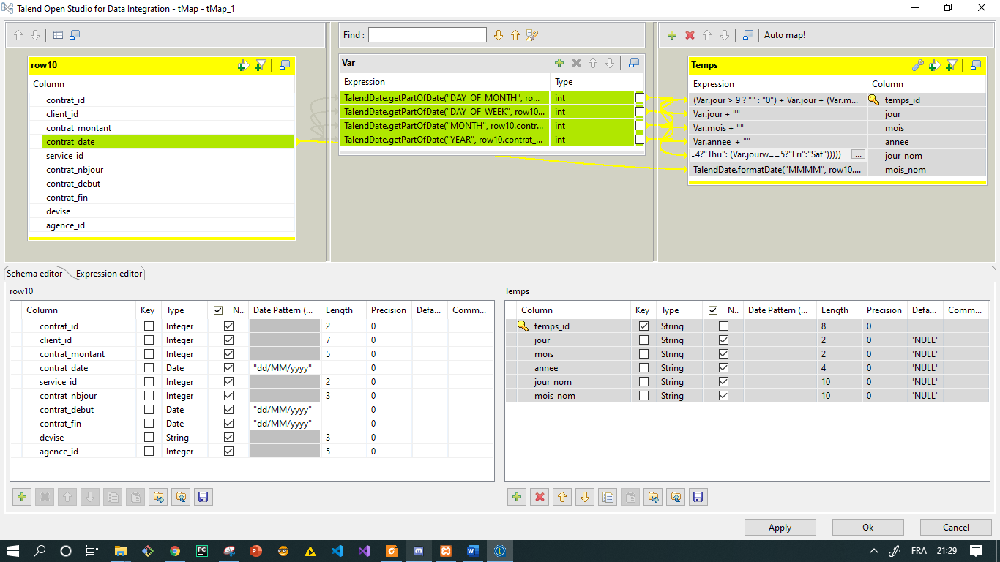 Talend Open Studio for Data Integration - tMap - tMap_1
Find :
Auto map!
row10
Column
contrat_id
client_id
contrat_montant
contrat_date
service_id
contrat_nbjour
contrat_debut
contrat_fin
devise
agence_id
Var
Expression Type
TalendDate.getPartOfDate("DAY_OF_MONTH", ro... int
TalendDate.getPartOfDate("DAY_OF_WEEK", row10... int
TalendDate.getPartOfDate("MONTH", row10.contr... int
TalendDate.getPartOfDate("YEAR", row10.contrat_... int
Temps
Expression Column
(Var.jour > 9 ? "" : "0") + Var.jour + (Var.m... temps_id
Var.jour + "" jour
Var.mois + "" mois
Var.annee + "" annee
=4?"Thu": (Var.jourw==5?"Fri":"Sat"))))) ... jour_nom
TalendDate.formatDate("MMMM", row10.... mois_nom
Schema editor Expression editor
row10
Column Key Type N.. Date Pattern (... Length Precision Defa... Comm...
contrat_id Integer 2 0
client_id Integer 7 0
contrat_montant Integer 5 0
contrat_date Date "dd/MM/yyyy" 0
service_id Integer 2 0
contrat_nbjour Integer 3 0
contrat_debut Date "dd/MM/yyyy" 0
contrat_fin Date "dd/MM/yyyy" 0
devise String 3 0
agence_id Integer 5 0
Temps
Column Key Type N.. Date Pattern (... Length Precision Defa... Comm...
temps_id String 8 0
jour String 2 0 'NULL'
mois String 2 0 'NULL'
annee String 4 0 'NULL'
jour_nom String 10 0 'NULL'
mois_nom String 10 0 'NULL'
Apply Ok Cancel
FRA 21:29